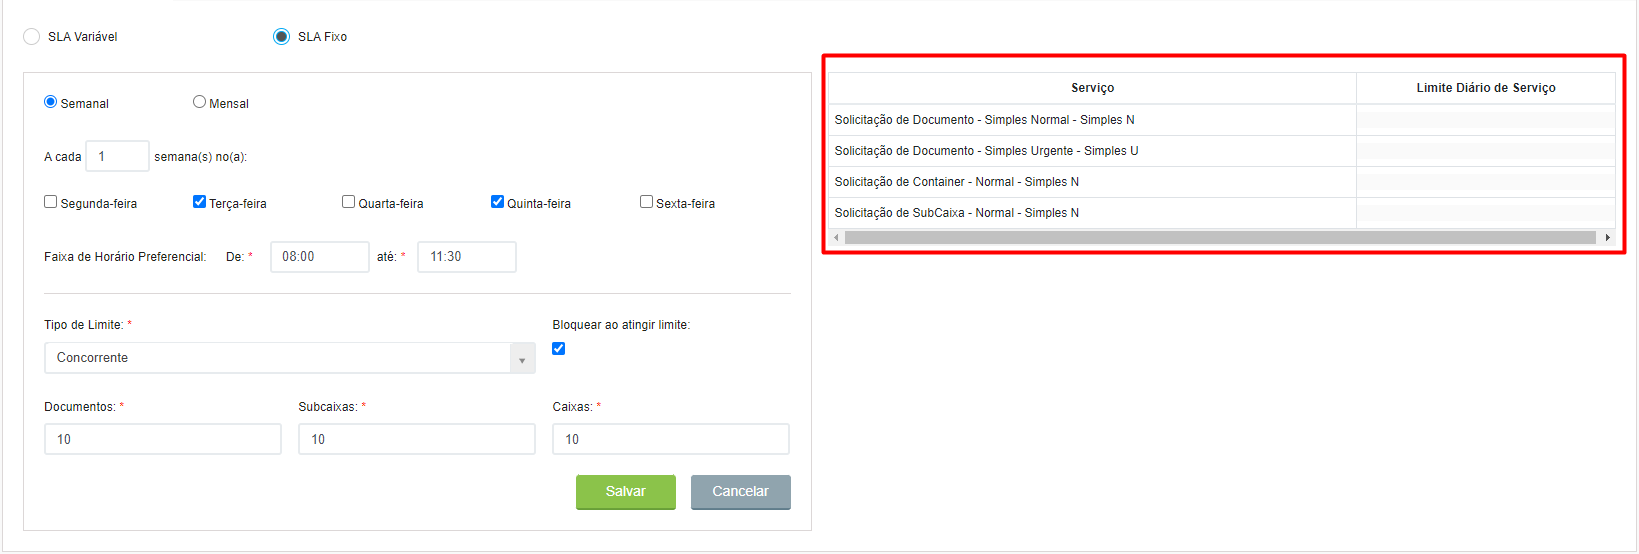 SLA Variável SLA Fixo
Semanal Mensal
A cada 1 semana(s) no(a):
Segunda-feira Terça-feira Quarta-feira Quinta-feira Sexta-feira
Faixa de Horário Preferencial: De: * 08:00 até: * 11:30
Tipo de Limite: * Bloquear ao atingir limite:
Concorrente
Documentos: * Subcaixas: * Caixas: *
10 10 10
Salvar Cancelar
Serviço Limite Diário de Serviço
Solicitação de Documento - Simples Normal - Simples N
Solicitação de Documento - Simples Urgente - Simples U
Solicitação de Container - Normal - Simples N
Solicitação de SubCaixa - Normal - Simples N